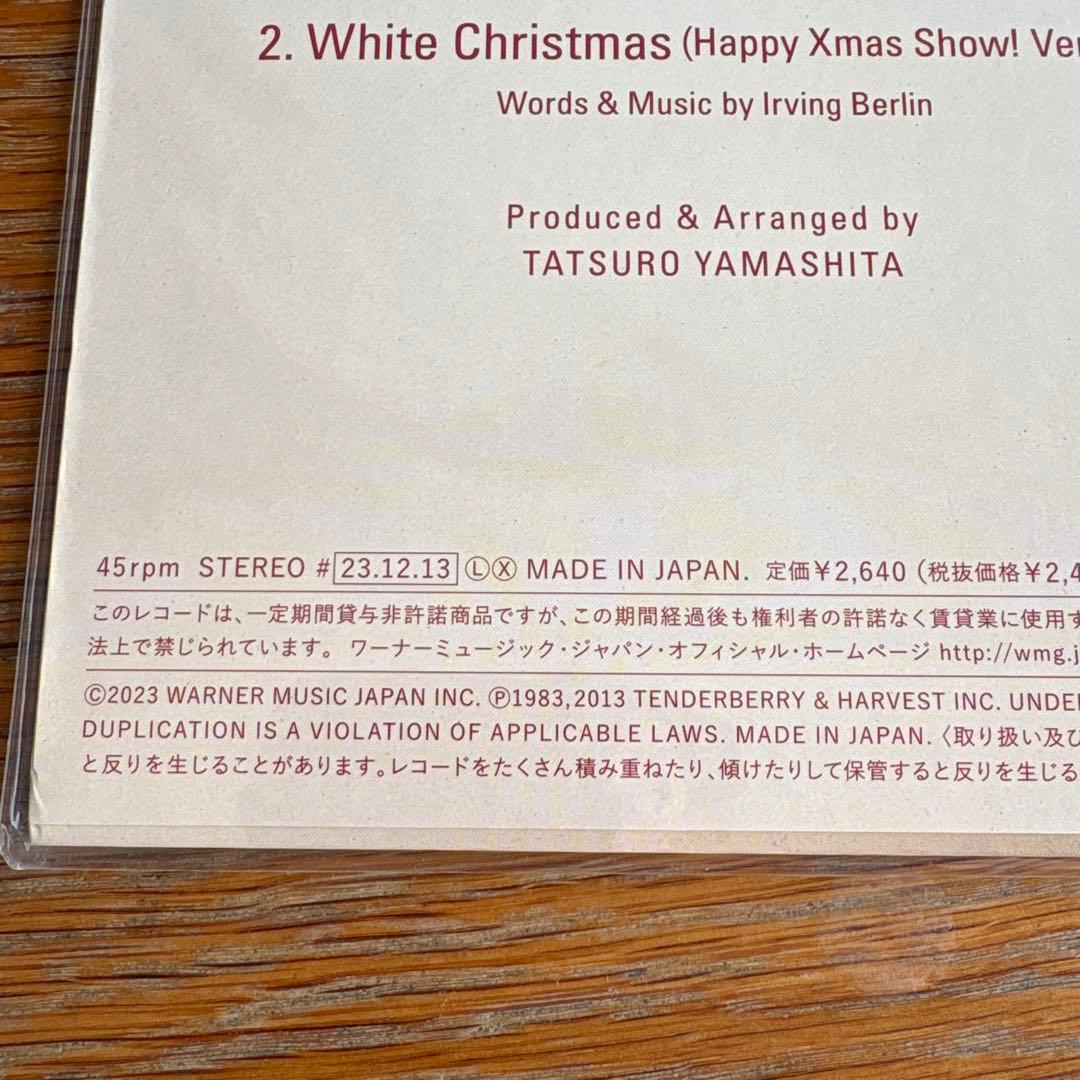 2. White Christmas (Happy Xmas Show! Ver
Words & Music by Irving Berlin
Produced & Arranged by
TATSURO YAMASHITA
45rpm STEREO # 23.12.13 Ⓛ Ⓧ MADE IN JAPAN. 定価¥2,640 (税抜価格¥2,4
このレコードは、一定期間貸与非許諾商品ですが、この期間経過後も権利者の許諾なく賃貸業に使用す
法上で禁じられています。 ワーナーミュージック・ジャパン・オフィシャル・ホームページ http://wmg.j
©2023 WARNER MUSIC JAPAN INC. ℗1983,2013 TENDERBERRY & HARVEST INC. UNDER
DUPLICATION IS A VIOLATION OF APPLICABLE LAWS. MADE IN JAPAN. 〈取り扱い及び
と反りを生じることがあります。レコードをたくさん積み重ねたり、傾けたりして保管すると反りを生じる